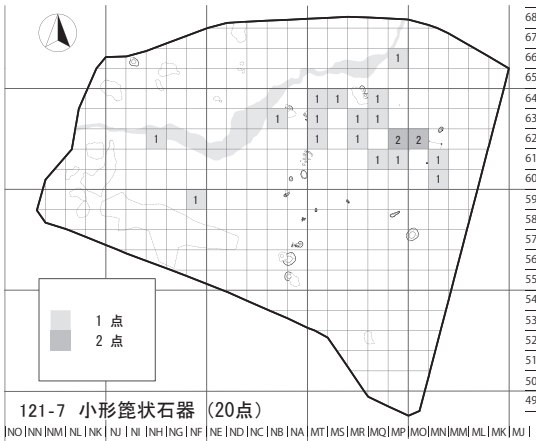 68
67
1 66
65
1 1 1 64
1 1 1 1 63
1 1 1 2 2 62
1 1 1 61
1 60
1 59
58
57
56
55
54
1 点 53
2 点 52
51
50
49
121-7 小形箆状石器（20点）
|NO|NN|NM|NL|NK|NJ|NI|NH|NG|NF|NE|ND|NC|NB|NA|MT|MS|MR|MQ|MP|MO|MN|MM|ML|MK|MJ